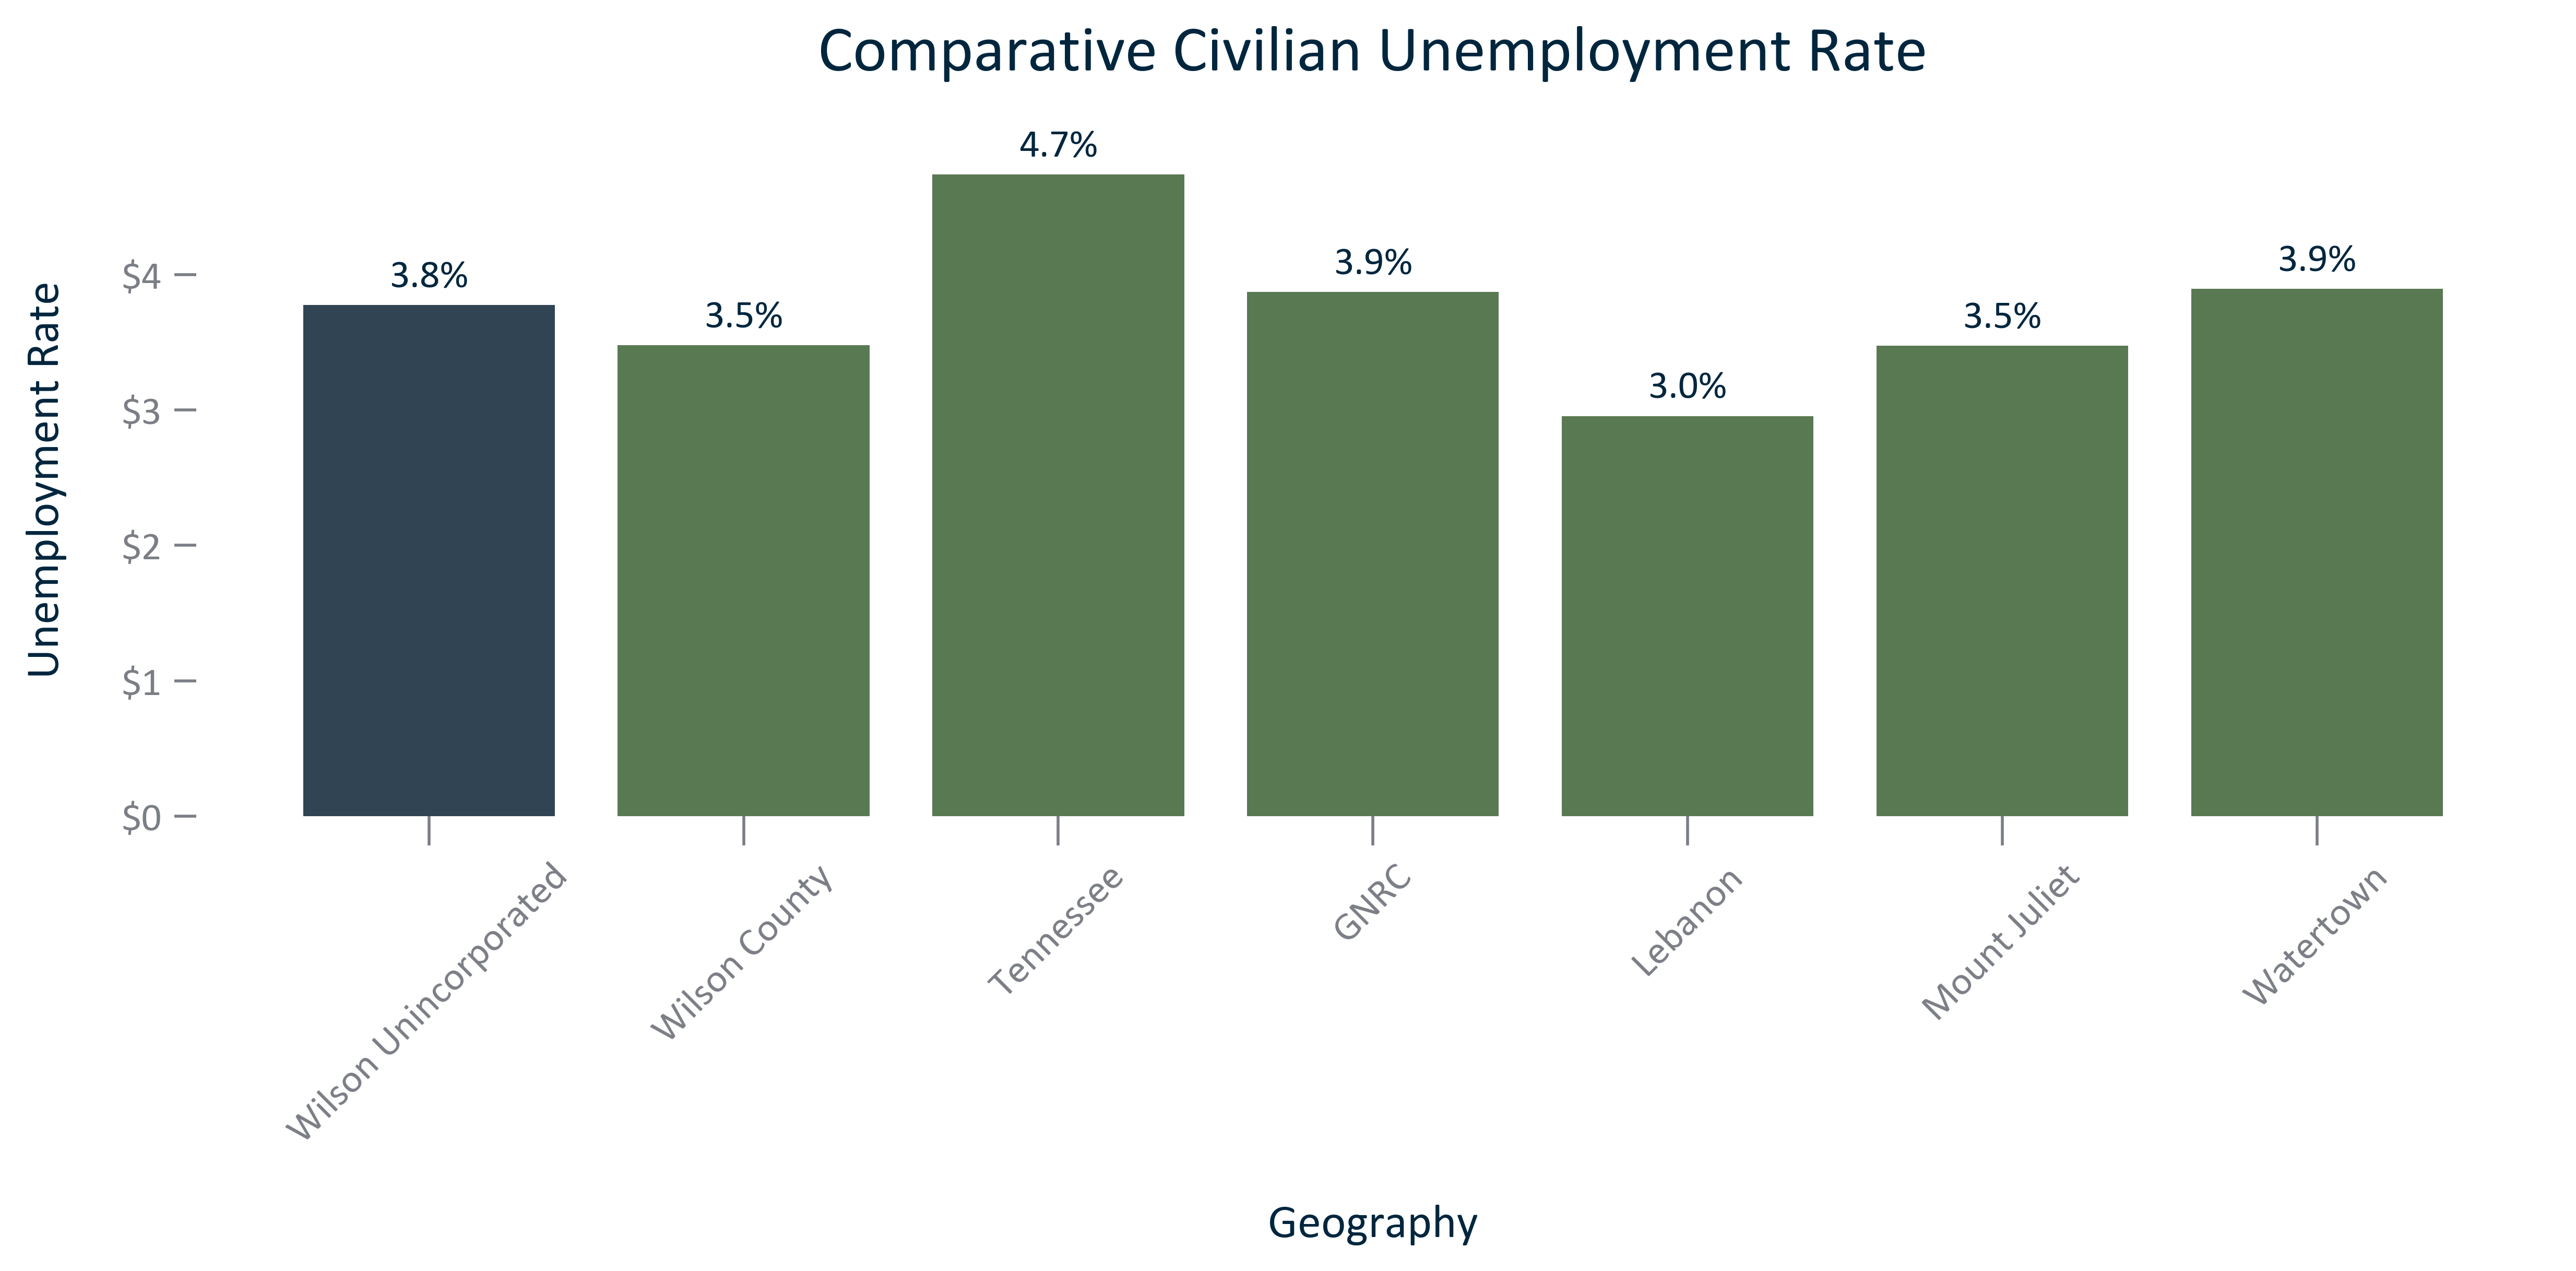 Comparative Civilian Unemployment Rate
Unemployment Rate
$4
$3
$2
$1
$0
3.8%
3.5%
4.7%
3.9%
3.0%
3.5%
3.9%
Wilson Unincorporated
Wilson County
Tennessee
GNRC
Lebanon
Mount Juliet
Watertown
Geography